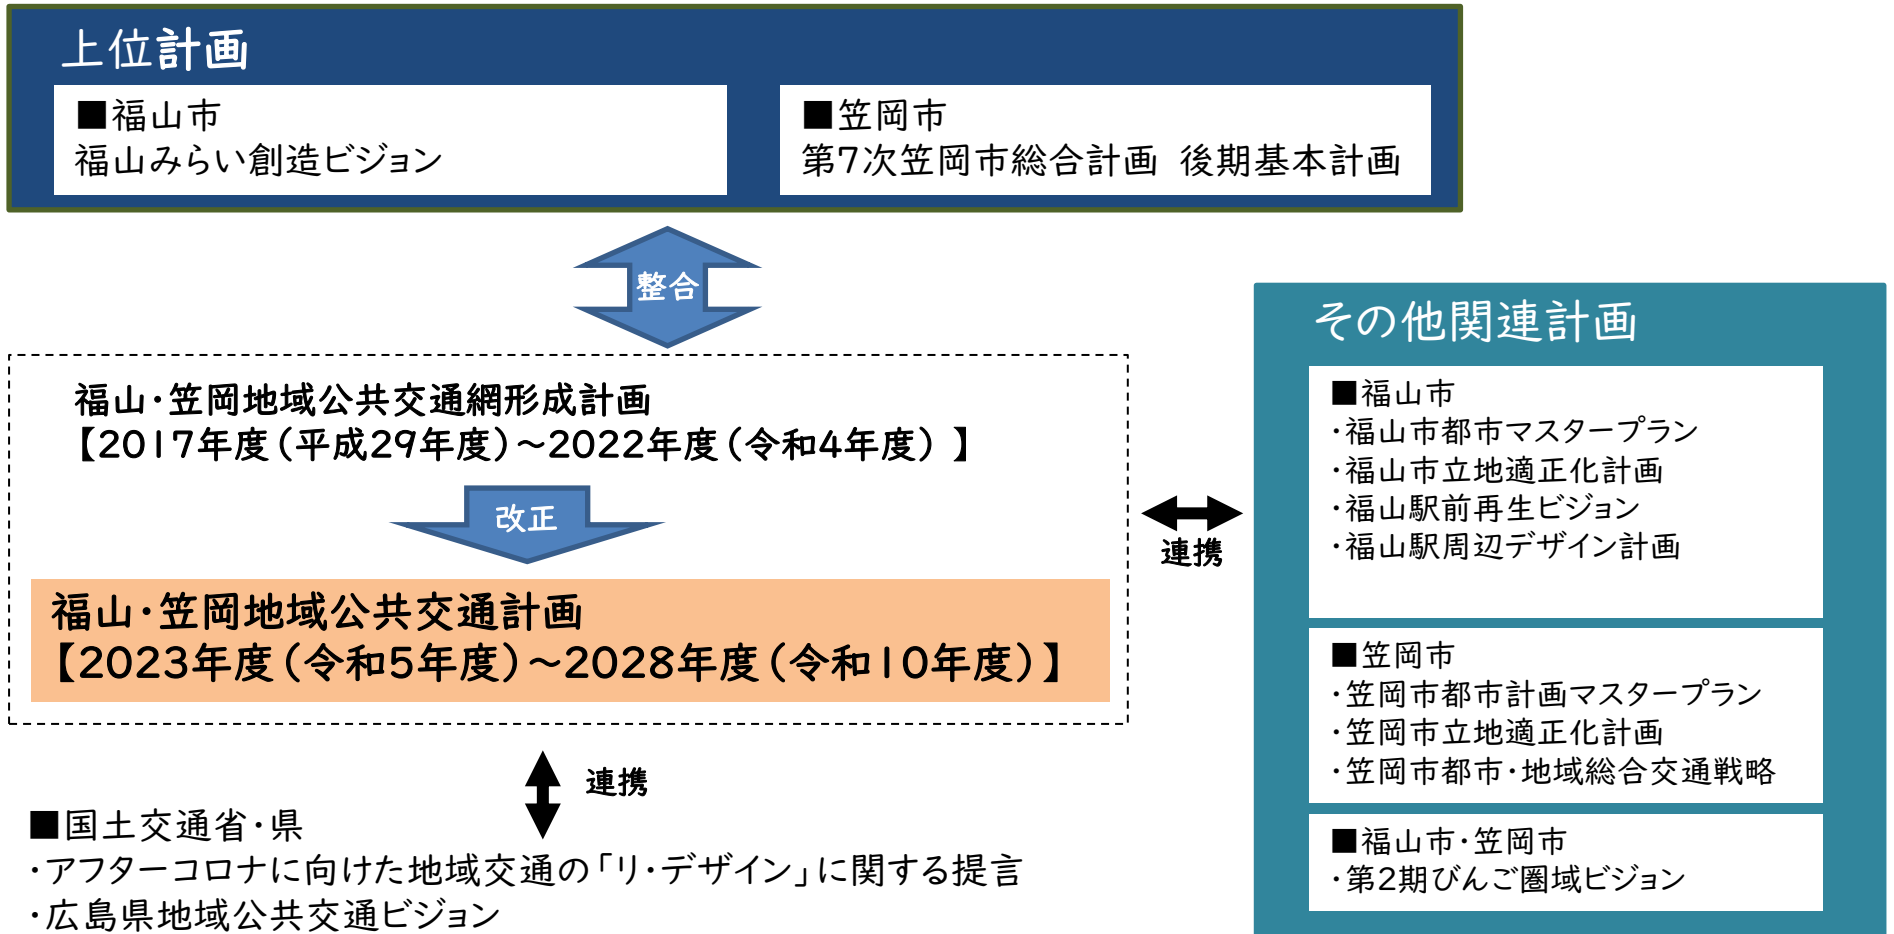 上位計画
■福山市
福山みらい創造ビジョン
■笠岡市
第7次笠岡市総合計画 後期基本計画
整合
福山・笠岡地域公共交通網形成計画
【2017年度(平成29年度)～2022年度(令和4年度) 】
改正
福山・笠岡地域公共交通計画
【2023年度(令和5年度)～2028年度(令和10年度)】
連携
■国土交通省・県
・アフターコロナに向けた地域交通の「リ・デザイン」に関する提言
・広島県地域公共交通ビジョン
連携
その他関連計画
■福山市
・福山市都市マスタープラン
・福山市立地適正化計画
・福山駅前再生ビジョン
・福山駅周辺デザイン計画
■笠岡市
・笠岡市都市計画マスタープラン
・笠岡市立地適正化計画
・笠岡市都市・地域総合交通戦略
■福山市・笠岡市
・第2期びんご圏域ビジョン